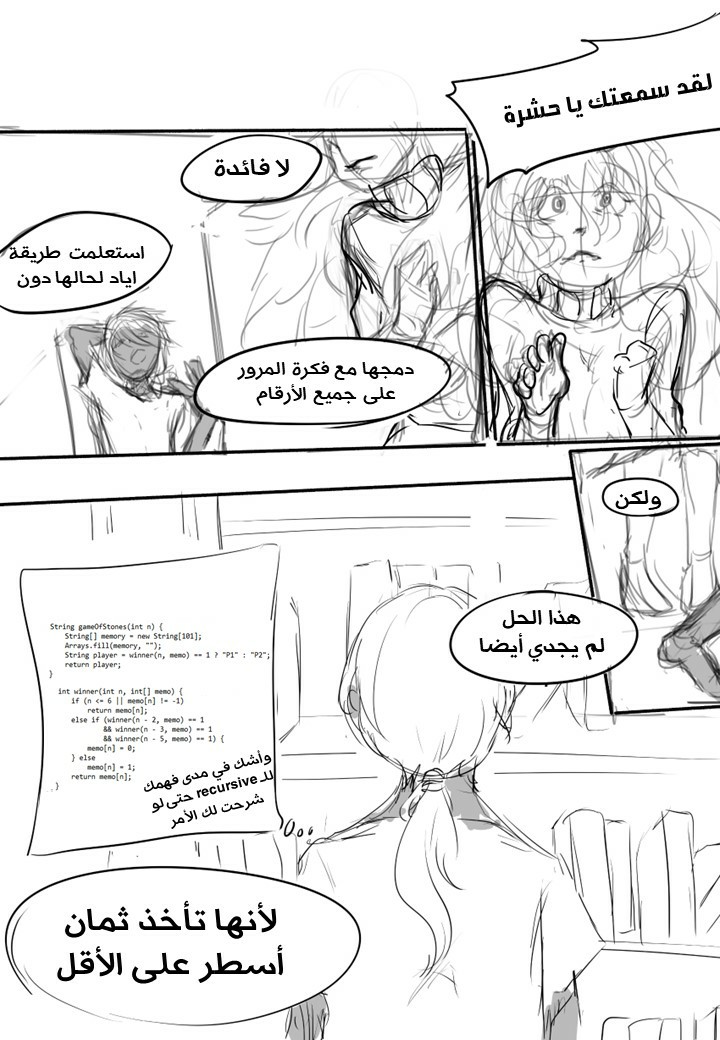 لقد سمعتك يا حشرة
لا فائدة
استعلمت طريقة
اياد لحالها دون
دمجها مع فكرة المرور
على جميع الأرقام
ولكن
هذا الحل
لم يجدي أيضا
String gameOfStones(int n) {
String[] memory = new String[101];
Arrays.fill(memory, "");
String player = winner(n, memo) == 1 ? "P1" : "P2";
return player;
}
int winner(int n, int[] memo) {
if (n <= 6 || memo[n] != -1)
return memo[n];
else if (winner(n - 2, memo) == 1
&& winner(n - 3, memo) == 1
&& winner(n - 5, memo) == 1) {
memo[n] = 0;
} else
memo[n] = 1;
return memo[n];
}
وأشك في مدى فهمك
للـ recursive حتى لو
شرحت لك الأمر
لأنها تأخذ ثمان
أسطر على الأقل